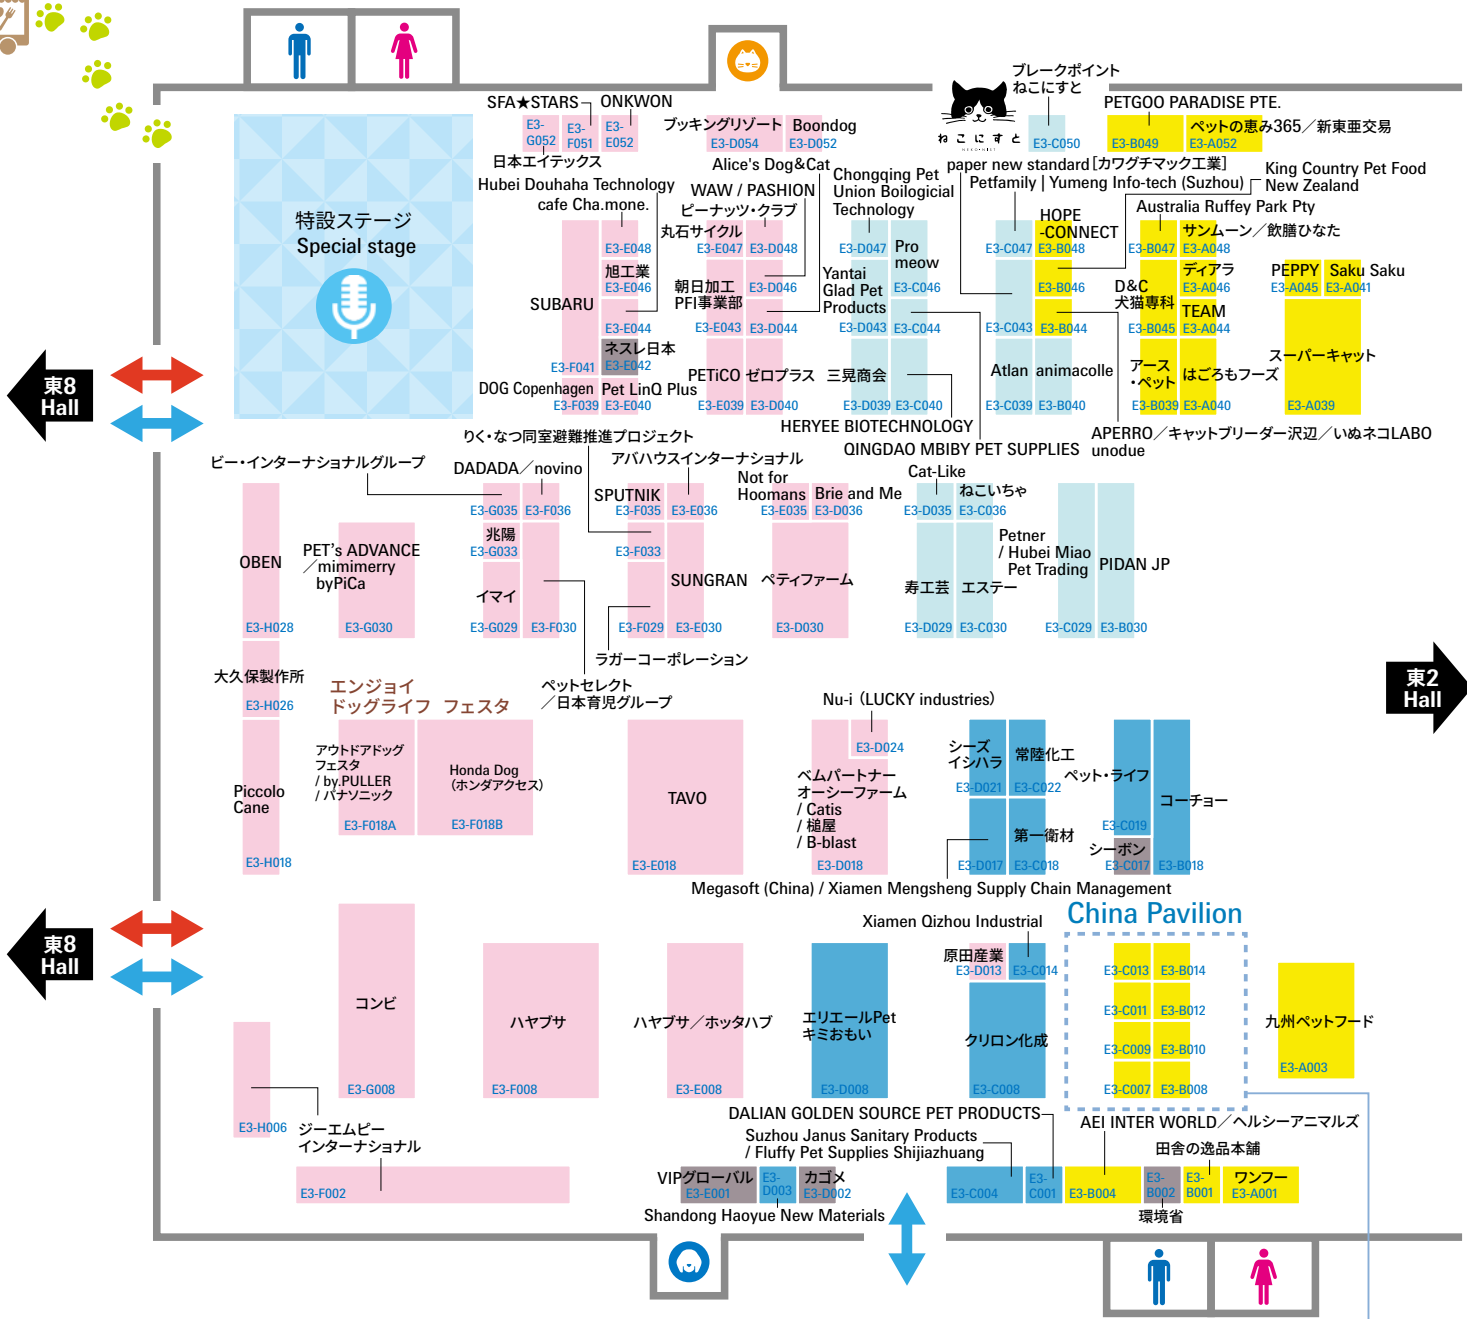 SFA★STARS
ONKWON
E3-
G052
E3-
F051
E3-
E052
日本エイテックス
ブッキングリゾート
Boondog
E3-D054
E3-D052
ねこにすと
ブレークポイント
ねこにすと
E3-C050
PETGOO PARADISE PTE.
E3-B049
ペットの恵み365／新東亜交易
E3-A052
特設ステージ
Special stage
Hubei Douhaha Technology
cafe Cha.mone.
Alice's Dog&Cat
WAW / PASHION
ピーナッツ・クラブ
丸石サイクル
Chongqing Pet
Union Boilogicial
Technology
paper new standard［カワグチマック工業］
Petfamily | Yumeng Info-tech (Suzhou)
King Country Pet Food
New Zealand
HOPE
-CONNECT
Australia Ruffey Park Pty
サンムーン／飲膳ひなた
E3-E048
E3-E047
E3-D048
E3-D047
Pro
meow
E3-C047
E3-B048
E3-B047
E3-A048
旭工業
E3-E046
朝日加工
PFI事業部
E3-D046
Yantai
Glad Pet
Products
E3-C046
E3-B046
D&C
犬猫専科
ディアラ
E3-A046
PEPPY
E3-A045
Saku Saku
E3-A041
SUBARU
E3-E044
E3-E043
E3-D044
E3-D043
E3-C044
E3-C043
E3-B044
E3-B045
TEAM
E3-A044
ネスレ日本
E3-E042
E3-F041
DOG Copenhagen
E3-F039
Pet LinQ Plus
E3-E040
PETiCO
E3-E039
ゼロプラス
E3-D040
三晃商会
E3-D039
E3-C040
Atlan
E3-C039
animacolle
E3-B040
アース
・ペット
E3-B039
はごろもフーズ
E3-A040
スーパーキャット
E3-A039
HERYEE BIOTECHNOLOGY
QINGDAO MBIBY PET SUPPLIES
APERRO／キャットブリーダー沢辺／いぬネコLABO
unodue
東8
Hall
りく・なつ同室避難推進プロジェクト
ビー・インターナショナルグループ
DADADA／novino
アバハウスインターナショナル
E3-G035
E3-F036
SPUTNIK
E3-F035
E3-E036
Not for
Hoomans
E3-E035
Brie and Me
E3-D036
Cat-Like
E3-D035
ねこいちゃ
E3-C036
OBEN
E3-H028
PET's ADVANCE
／mimimerry
byPiCa
E3-G030
兆陽
E3-G033
イマイ
E3-G029
E3-F030
E3-F033
E3-F029
SUNGRAN
E3-E030
ペティファーム
E3-D030
寿工芸
E3-D029
エステー
E3-C030
Petner
/ Hubei Miao
Pet Trading
E3-C029
PIDAN JP
E3-B030
ラガーコーポレーション
ペットセレクト
／日本育児グループ
大久保製作所
E3-H026
エンジョイ
ドッグライフ フェスタ
東2
Hall
Piccolo
Cane
E3-H018
アウトドアドッグ
フェスタ
/ by.PULLER
/ パナソニック
E3-F018A
Honda Dog
（ホンダアクセス）
E3-F018B
TAVO
E3-E018
Nu-i（LUCKY industries）
E3-D024
ペムパートナー
オーシーファーム
/ Catis
/ 槌屋
/ B-blast
E3-D018
シーズ
イシハラ
E3-D021
常陸化工
E3-C022
E3-D017
第一衛材
E3-C018
ペット・ライフ
E3-C019
シーボン
E3-C017
コーチョー
E3-B018
Megasoft (China) / Xiamen Mengsheng Supply Chain Management
東8
Hall
コンビ
E3-G008
ハヤブサ
E3-F008
ハヤブサ／ホッタハブ
E3-E008
エリエールPet
キミおもい
E3-D008
Xiamen Qizhou Industrial
原田産業
E3-D013
E3-C014
クリロン化成
E3-C008
China Pavilion
E3-C013
E3-B014
E3-C011
E3-B012
E3-C009
E3-B010
E3-C007
E3-B008
九州ペットフード
E3-A003
E3-H006
ジーエムピー
インターナショナル
E3-F002
DALIAN GOLDEN SOURCE PET PRODUCTS
Suzhou Janus Sanitary Products
/ Fluffy Pet Supplies Shijiazhuang
AEI INTER WORLD／ヘルシーアニマルズ
田舎の逸品本舗
VIPグローバル
E3-E001
E3-
D003
カゴメ
E3-D002
Shandong Haoyue New Materials
E3-C004
E3-
C001
E3-B004
E3-
B002
環境省
E3-
B001
ワンフー
E3-A001